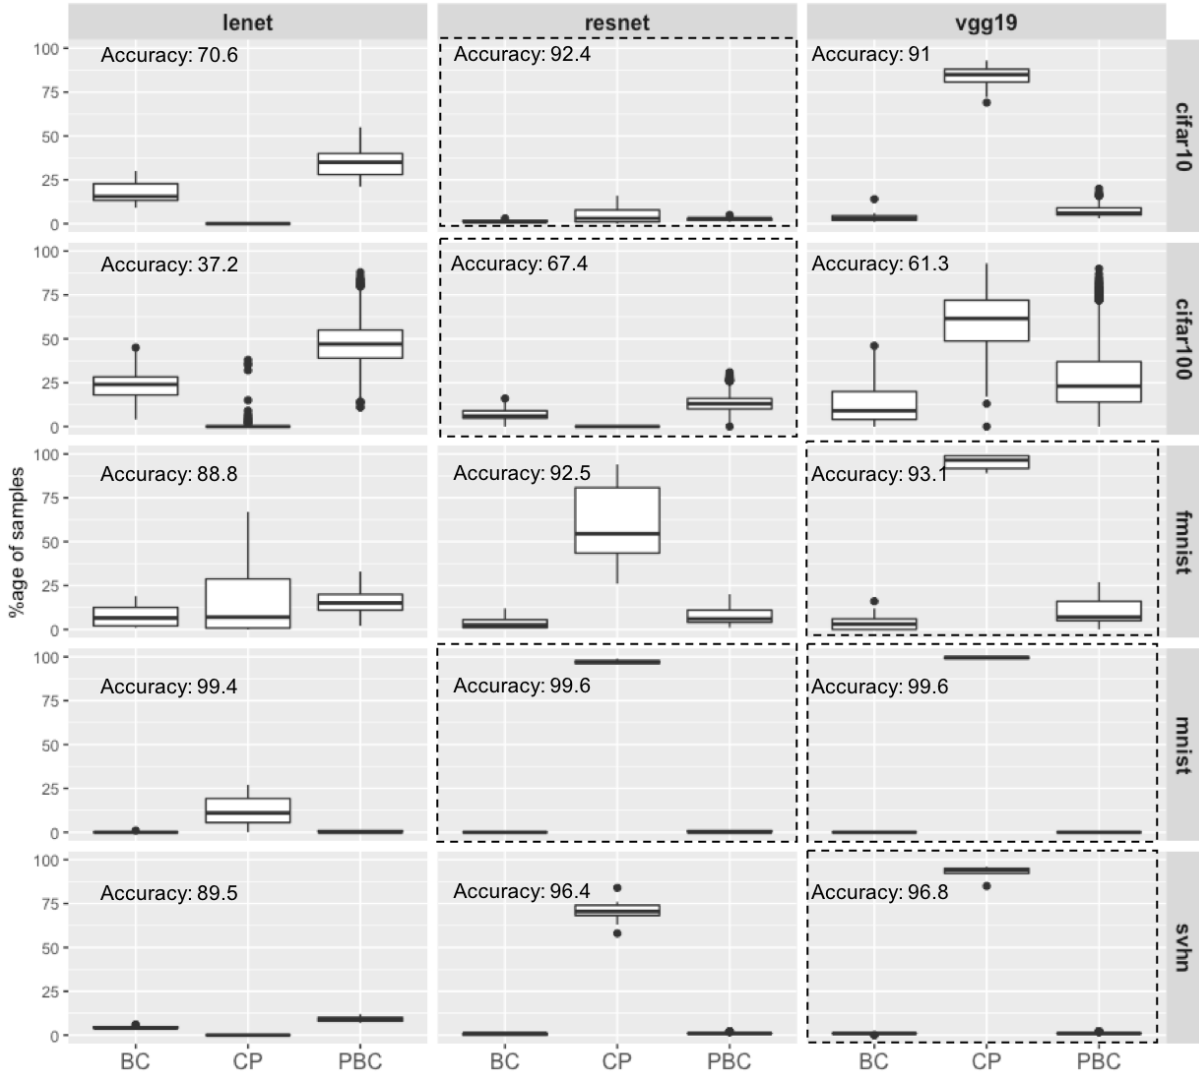 lenet resnet vgg19
Accuracy: 70.6 Accuracy: 92.4 Accuracy: 91
100
75
50
25
0
cifar10
Accuracy: 37.2 Accuracy: 67.4 Accuracy: 61.3
100
75
50
25
0
cifar100
%age of samples
Accuracy: 88.8 Accuracy: 92.5 Accuracy: 93.1
100
75
50
25
0
fmnist
Accuracy: 99.4 Accuracy: 99.6 Accuracy: 99.6
100
75
50
25
0
mnist
Accuracy: 89.5 Accuracy: 96.4 Accuracy: 96.8
100
75
50
25
0
svhn
BC CP PBC BC CP PBC BC CP PBC